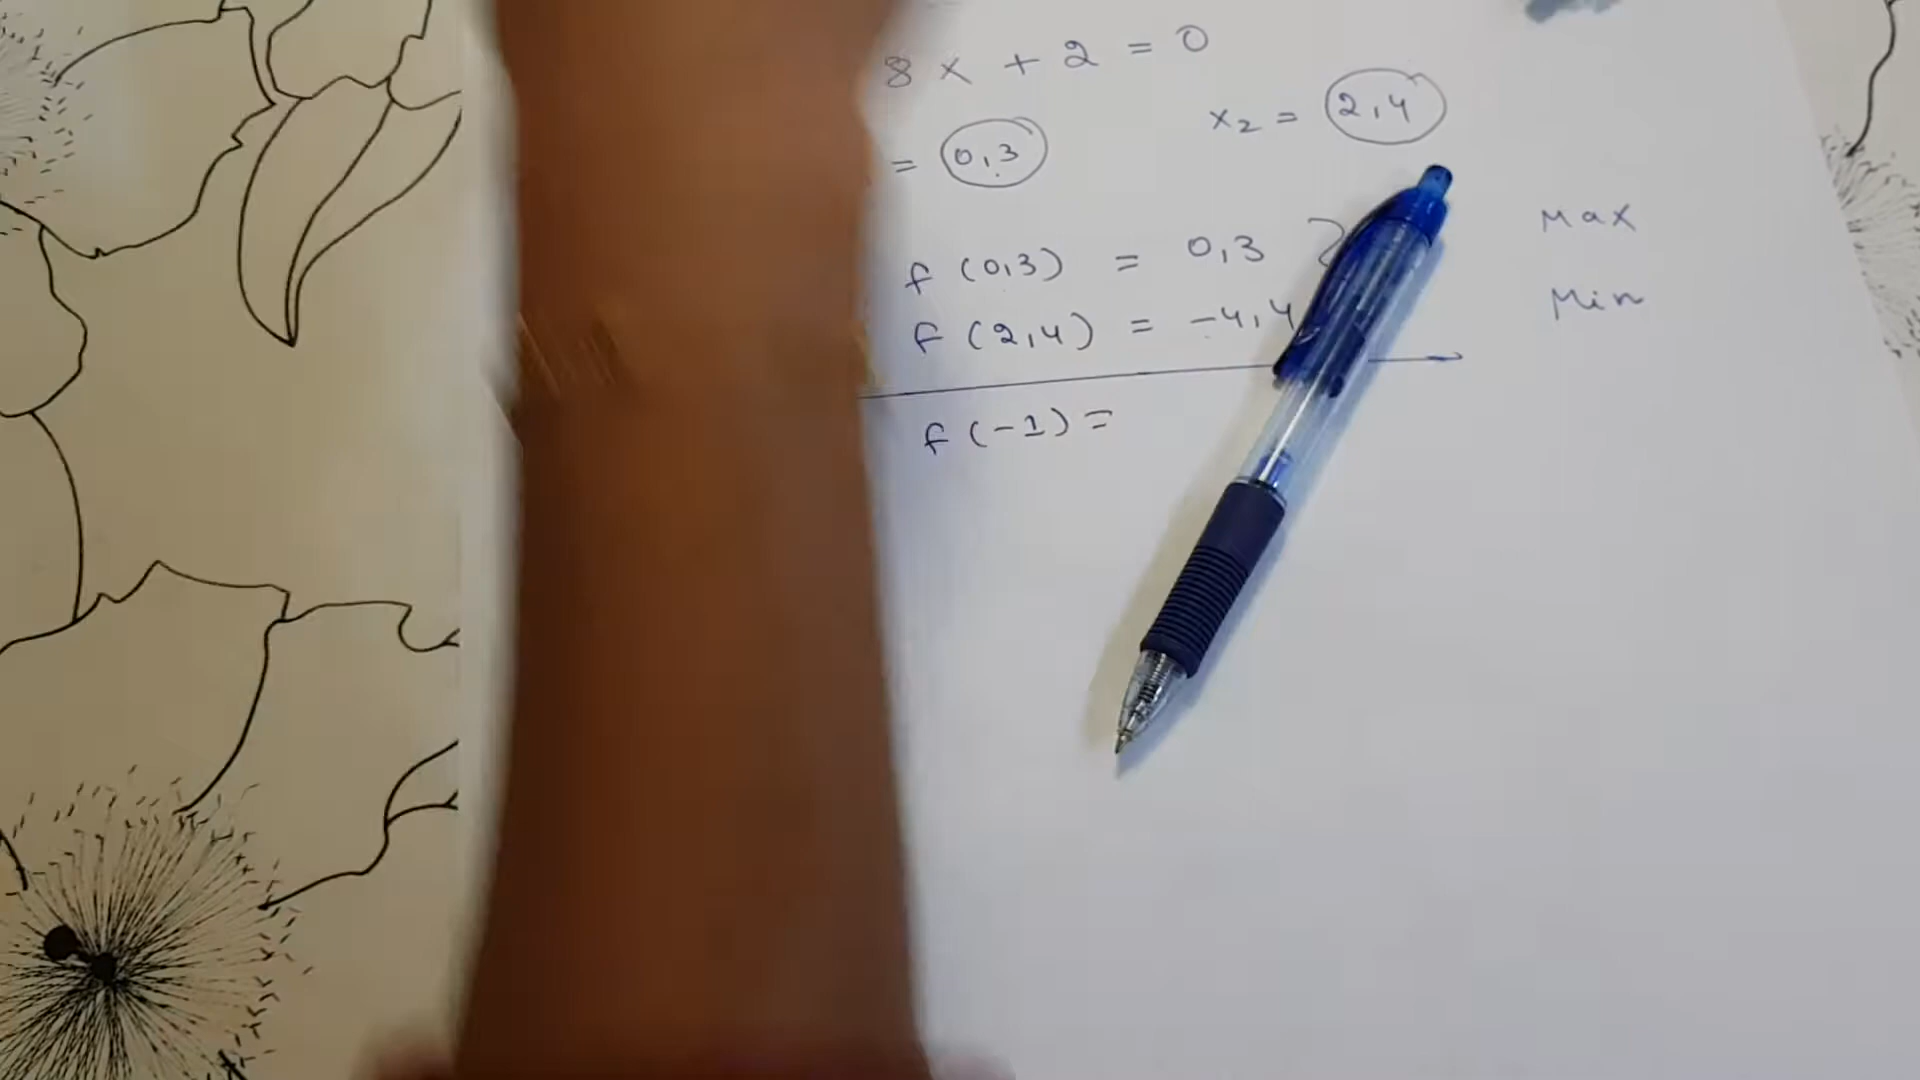 8x + 2 = 0
= 0,3 x₂ = 2,4
f (0,3) = 0,3 Max
f (2,4) = -4,4 Min
f (-1) =